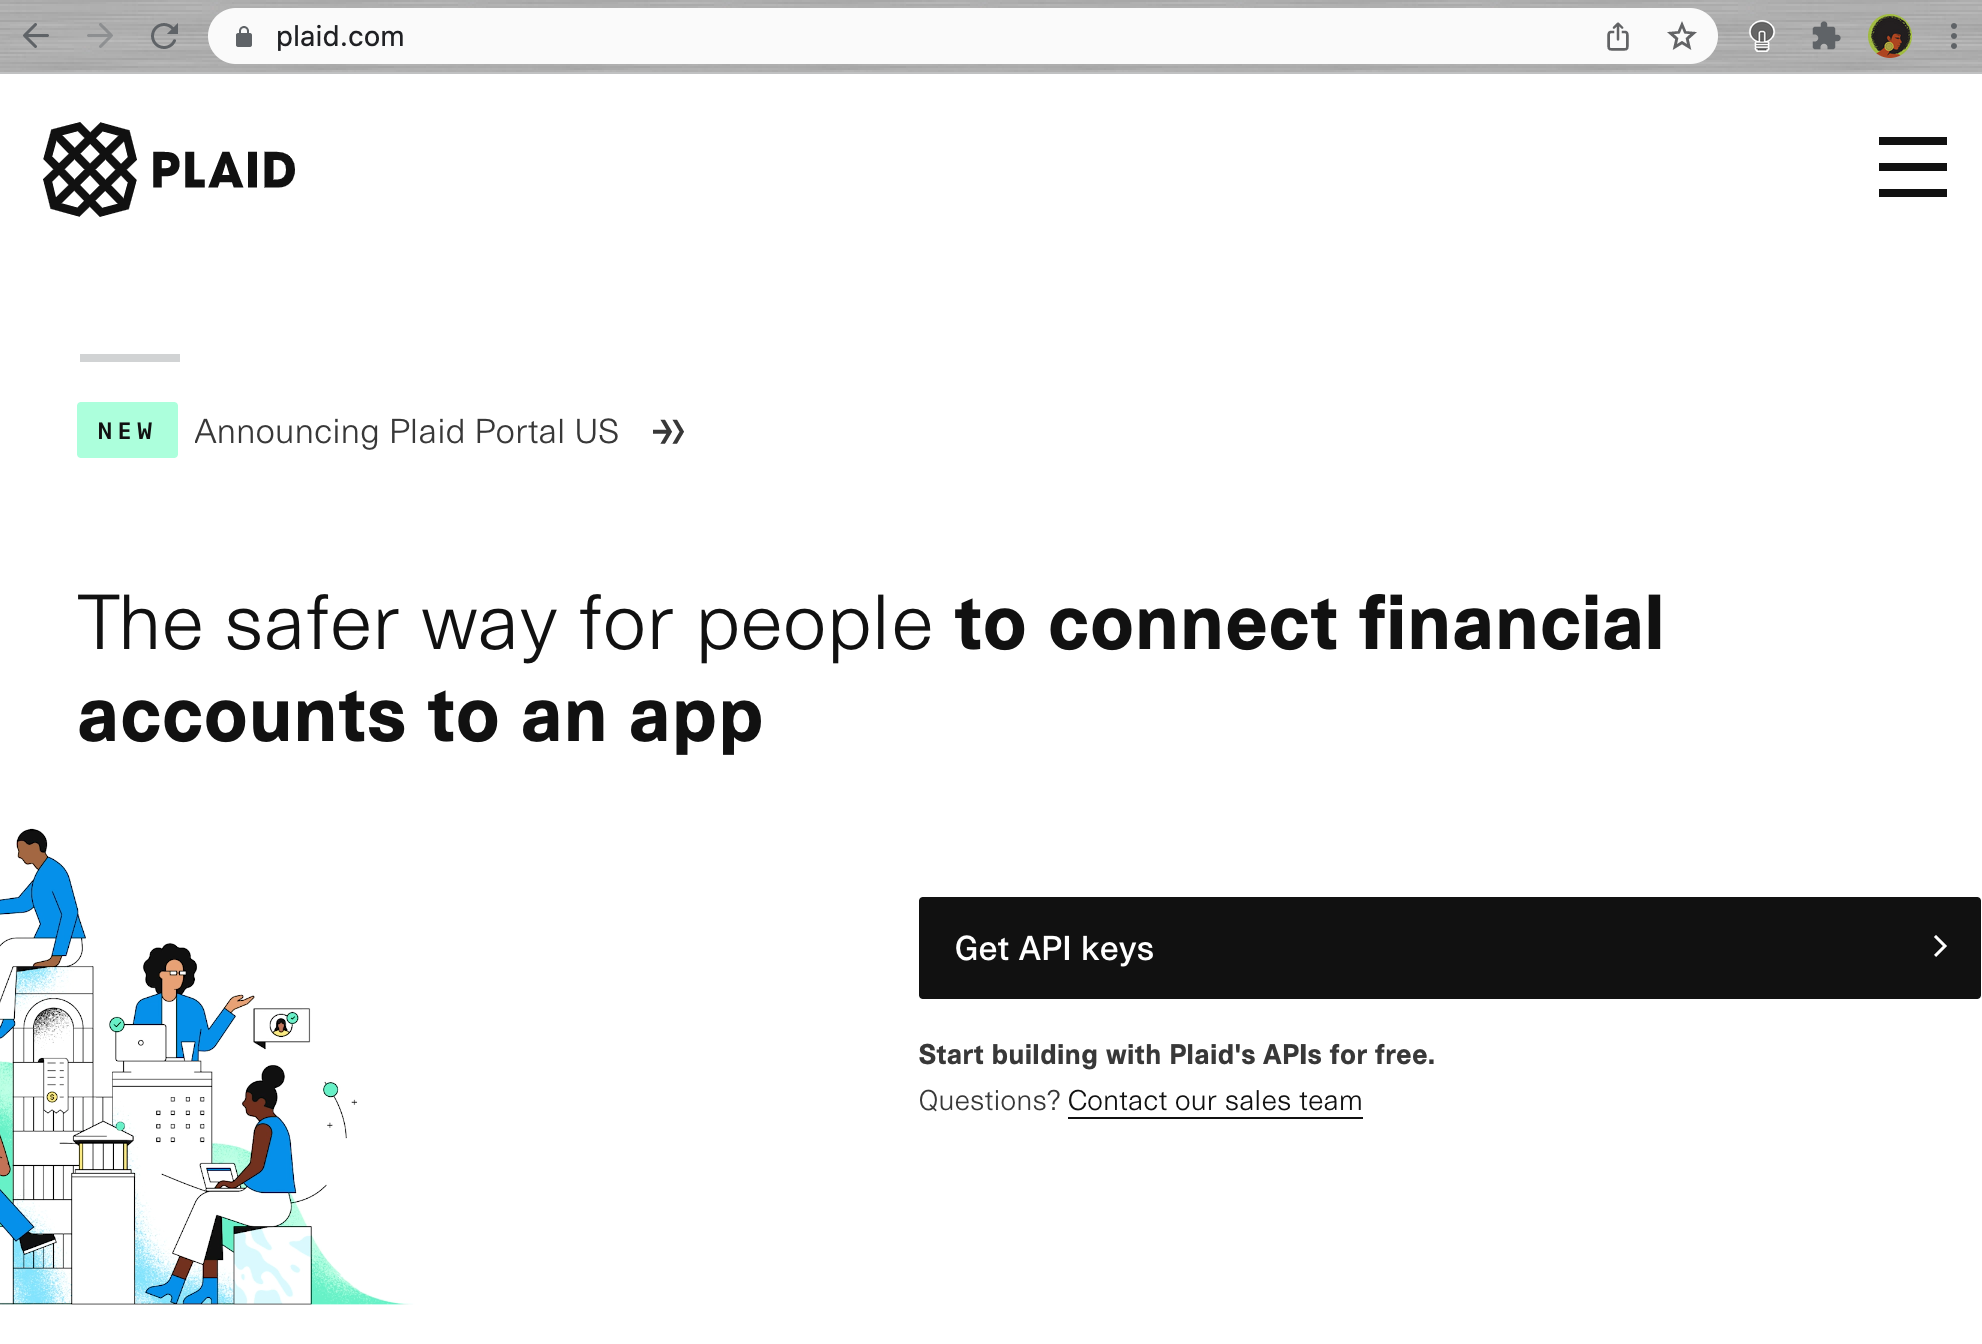 plaid.com
PLAID
NEW Announcing Plaid Portal US
The safer way for people to connect financial
accounts to an app
Get API keys
Start building with Plaid's APIs for free.
Questions? Contact our sales team